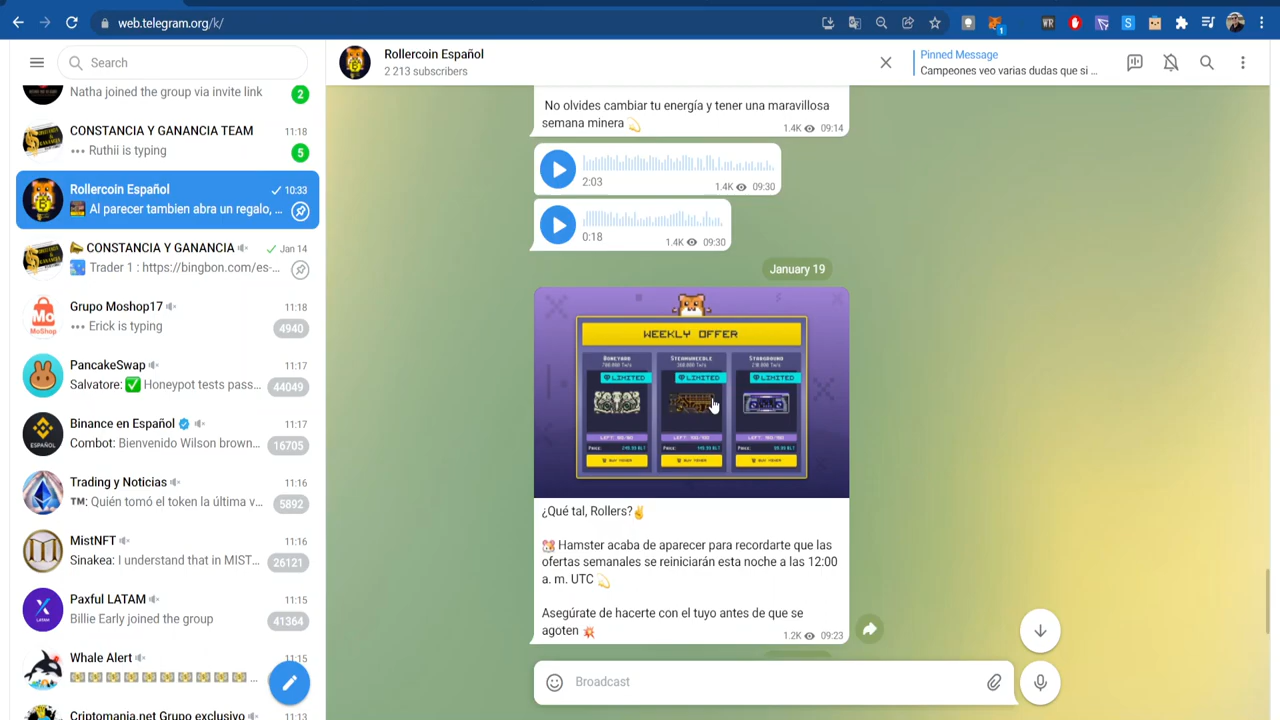 web.telegram.org/k/
1
WR
S
Search
Natha joined the group via invite link
2
CONSTANCIA Y GANANCIA TEAM
11:18
••• Ruthii is typing
5
Rollercoin Español
10:33
Al parecer tambien abra un regalo, ...
CONSTANCIA Y GANANCIA
Jan 14
Trader 1 : https://bingbon.com/es-...
Grupo Moshop17
11:18
••• Erick is typing
4940
PancakeSwap
11:17
Salvatore: ✅ Honeypot tests pass...
44049
Binance en Español
11:17
Combot: Bienvenido Wilson brown...
16705
Trading y Noticias
11:16
TM: Quién tomó el token la última v...
5892
MistNFT
11:16
Sinakea: I understand that in MIST...
26121
Paxful LATAM
11:15
Billie Early joined the group
41364
Whale Alert
11:15
Criptomania.net Grupo exclusivo
11:13
Rollercoin Español
2 213 subscribers
Pinned Message
Campeones veo varias dudas que si ...
No olvides cambiar tu energía y tener una maravillosa
semana minera 💫
1.4K 09:14
2:03
1.4K 09:30
0:18
1.4K 09:30
January 19
WEEKLY OFFER
BONEYARD
STEAMWHEEDLE
STARGROUND
LIMITED
LIMITED
LIMITED
BUY MINER
BUY MINER
BUY MINER
¿Qué tal, Rollers?✌
🐹 Hamster acaba de aparecer para recordarte que las
ofertas semanales se reiniciarán esta noche a las 12:00
a. m. UTC 💫
Asegúrate de hacerte con el tuyo antes de que se
agoten 💥
1.2K 09:23
Broadcast